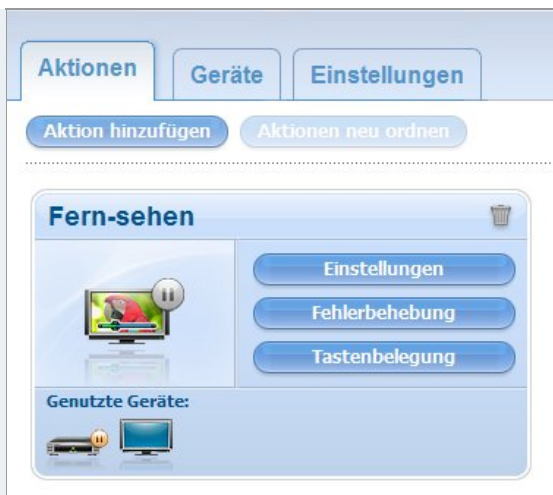 Aktionen
Geräte
Einstellungen
Aktion hinzufügen
Aktionen neu ordnen
Fern-sehen
Einstellungen
Fehlerbehebung
Tastenbelegung
Genutzte Geräte: